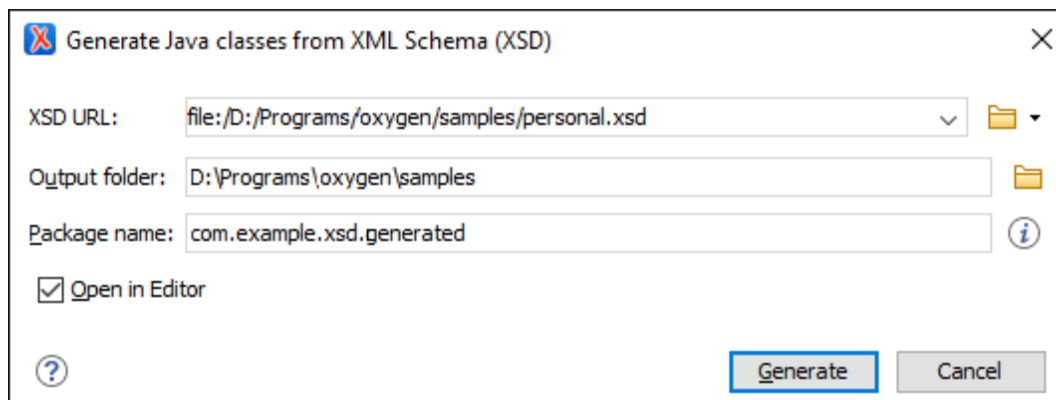 Generate Java classes from XML Schema (XSD)
XSD URL: file:/D:/Programs/oxygen/samples/personal.xsd
Output folder: D:\Programs\oxygen\samples
Package name: com.example.xsd.generated
Open in Editor
Generate Cancel